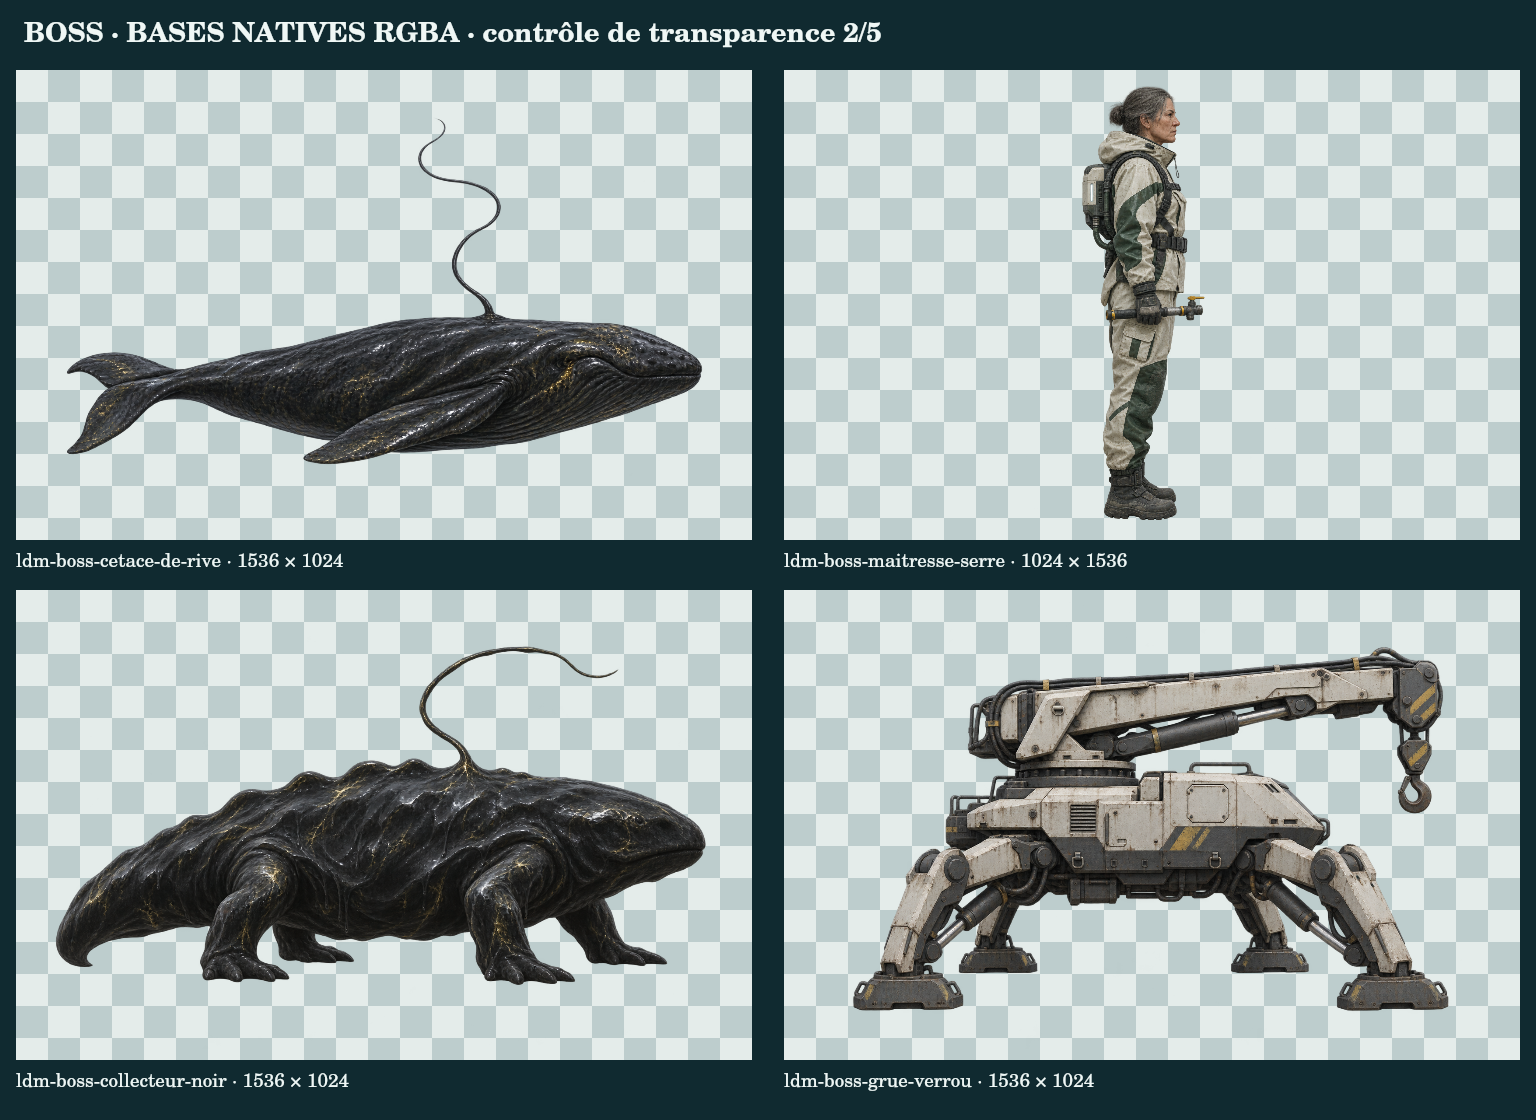 BOSS · BASES NATIVES RGBA · contrôle de transparence 2/5
ldm-boss-cetace-de-rive · 1536 × 1024
ldm-boss-maitresse-serre · 1024 × 1536
ldm-boss-collecteur-noir · 1536 × 1024
ldm-boss-grue-verrou · 1536 × 1024